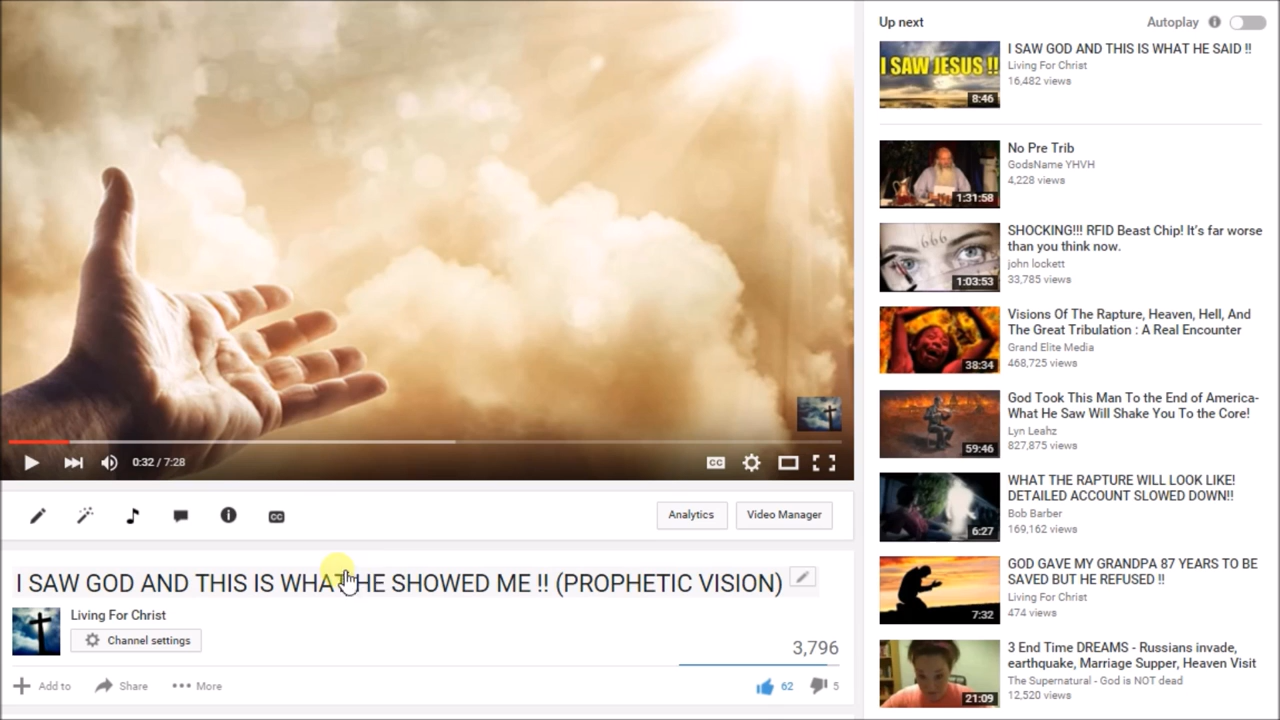 0:32 / 7:28
CC
CC
Analytics
Video Manager
I SAW GOD AND THIS IS WHAT HE SHOWED ME !! (PROPHETIC VISION)
Living For Christ
Channel settings
3,796
Add to
Share
More
62
5
Up next
Autoplay
I SAW JESUS !!
8:46
I SAW GOD AND THIS IS WHAT HE SAID !!
Living For Christ
16,482 views
1:31:58
No Pre Trib
GodsName YHVH
4,228 views
666
1:03:53
SHOCKING!!! RFID Beast Chip! It's far worse
than you think now.
john lockett
33,785 views
38:34
Visions Of The Rapture, Heaven, Hell, And
The Great Tribulation : A Real Encounter
Grand Elite Media
468,725 views
59:46
God Took This Man To the End of America-
What He Saw Will Shake You To the Core!
Lyn Leahz
827,875 views
6:27
WHAT THE RAPTURE WILL LOOK LIKE!
DETAILED ACCOUNT SLOWED DOWN!!
Bob Barber
169,162 views
7:32
GOD GAVE MY GRANDPA 87 YEARS TO BE
SAVED BUT HE REFUSED !!
Living For Christ
474 views
21:09
3 End Time DREAMS - Russians invade,
earthquake, Marriage Supper, Heaven Visit
The Supernatural - God is NOT dead
12,520 views